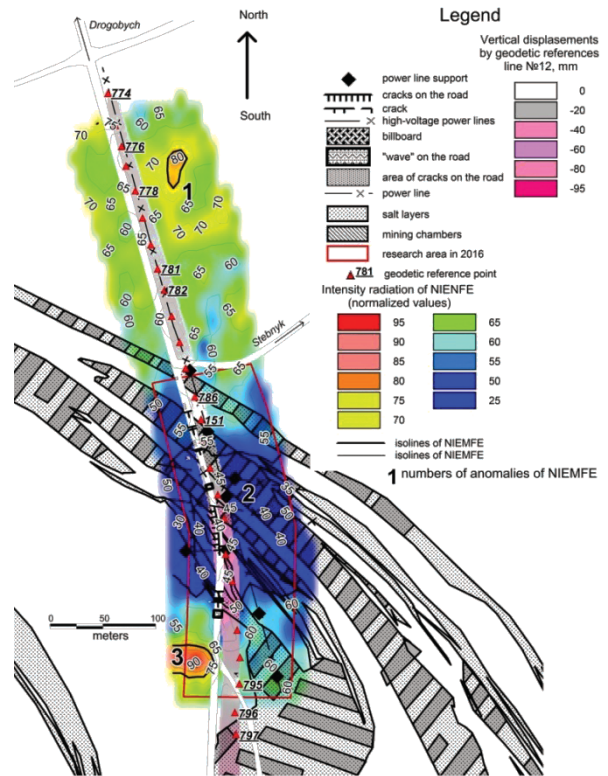 North
South
Drogobych
Legend
power line support
cracks on the road
crack
high-voltage power lines
billboard
"wave" on the road
area of cracks on the road
power line
salt layers
mining chambers
research area in 2016
781 geodetic reference point
Intensity radiation of NIENFE
(normalized values)
95
90
85
80
75
70
65
60
55
50
25
isolines of NIEMFE
isolines of NIEMFE
1 numbers of anomalies of NIEMFE
Vertical displasements
by geodetic references
line №12, mm
0
-20
-40
-60
-80
-95
774
776
778
781
782
786
151
795
796
797
Stebnyk
1
2
3
0 50 100
meters